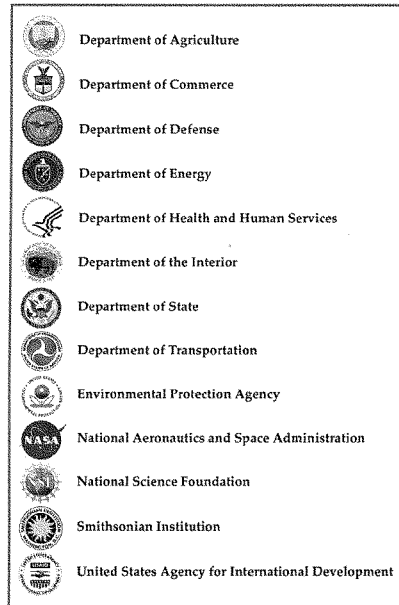 Department of Agriculture
Department of Commerce
Department of Defense
Department of Energy
Department of Health and Human Services
Department of the Interior
Department of State
Department of Transportation
Environmental Protection Agency
NASA
National Aeronautics and Space Administration
NSF
National Science Foundation
Smithsonian Institution
United States Agency for International Development